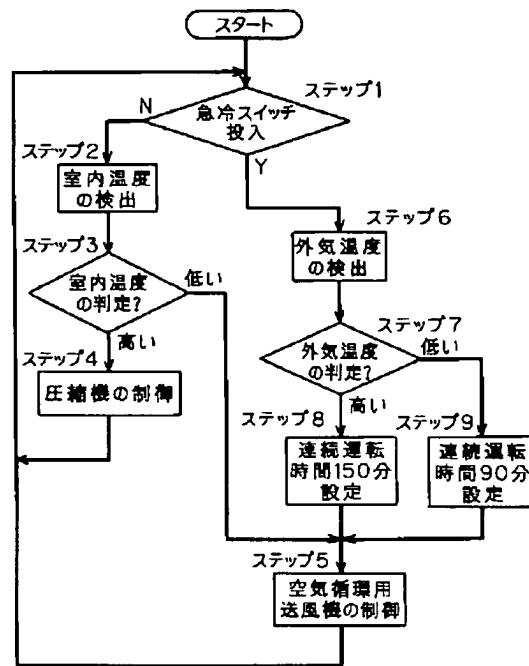 スタート
ステップ1
急冷スイッチ
投入
N
Y
ステップ2
室内温度
の検出
ステップ3
室内温度
の判定?
低い
高い
ステップ4
圧縮機の制御
ステップ6
外気温度
の検出
ステップ7
外気温度
の判定?
低い
高い
ステップ8
連続運転
時間150分
設定
ステップ9
連続運転
時間90分
設定
ステップ5
空気循環用
送風機の制御